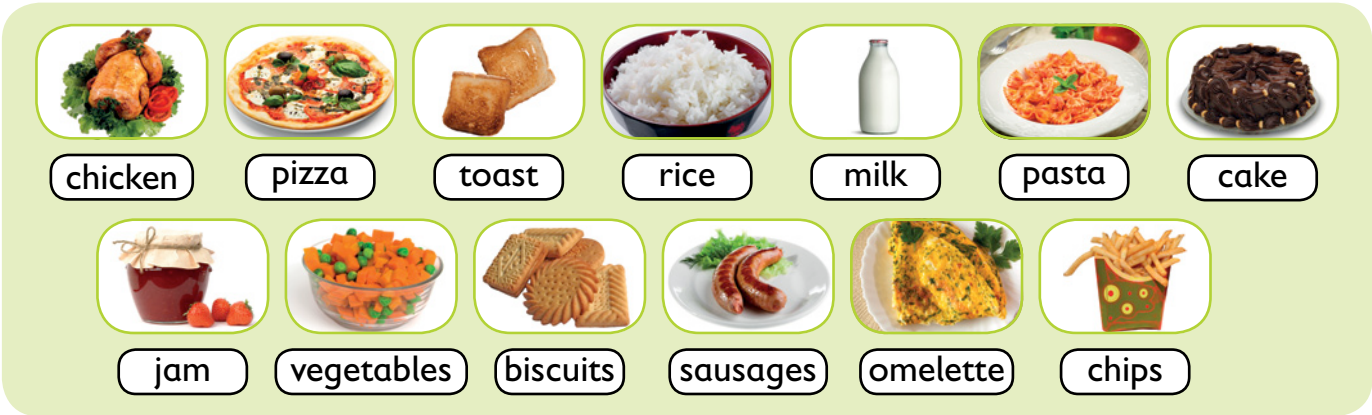 chicken pizza toast rice milk pasta cake
jam vegetables biscuits sausages omelette chips